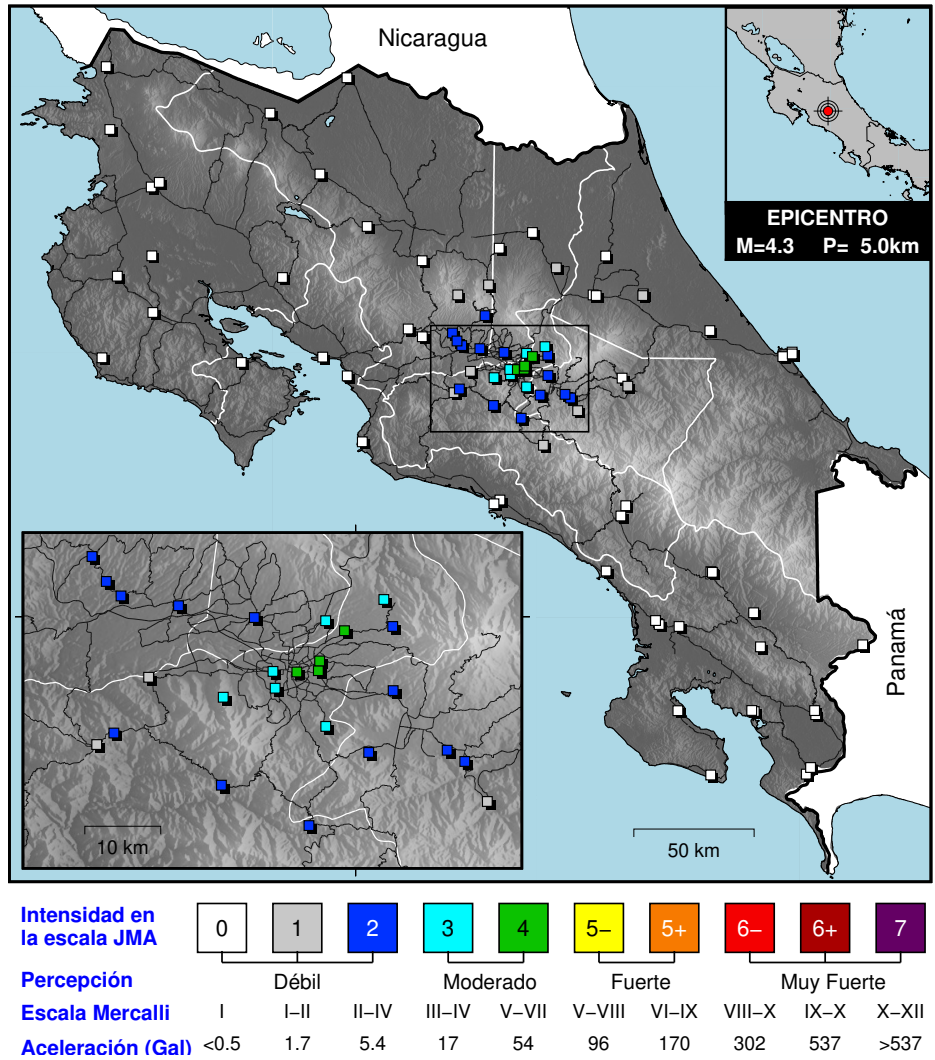 Nicaragua
EPICENTRO
M=4.3 P= 5.0km
Panamá
10 km
50 km
Intensidad en
la escala JMA
0 1 2 3 4 5− 5+ 6− 6+ 7
Percepción Débil Moderado Fuerte Muy Fuerte
Escala Mercalli I I−II II−IV III−IV V−VII V−VIII VI−IX VIII−X IX−X X−XII
Aceleración (Gal) <0.5 1.7 5.4 17 54 96 170 302 537 >537